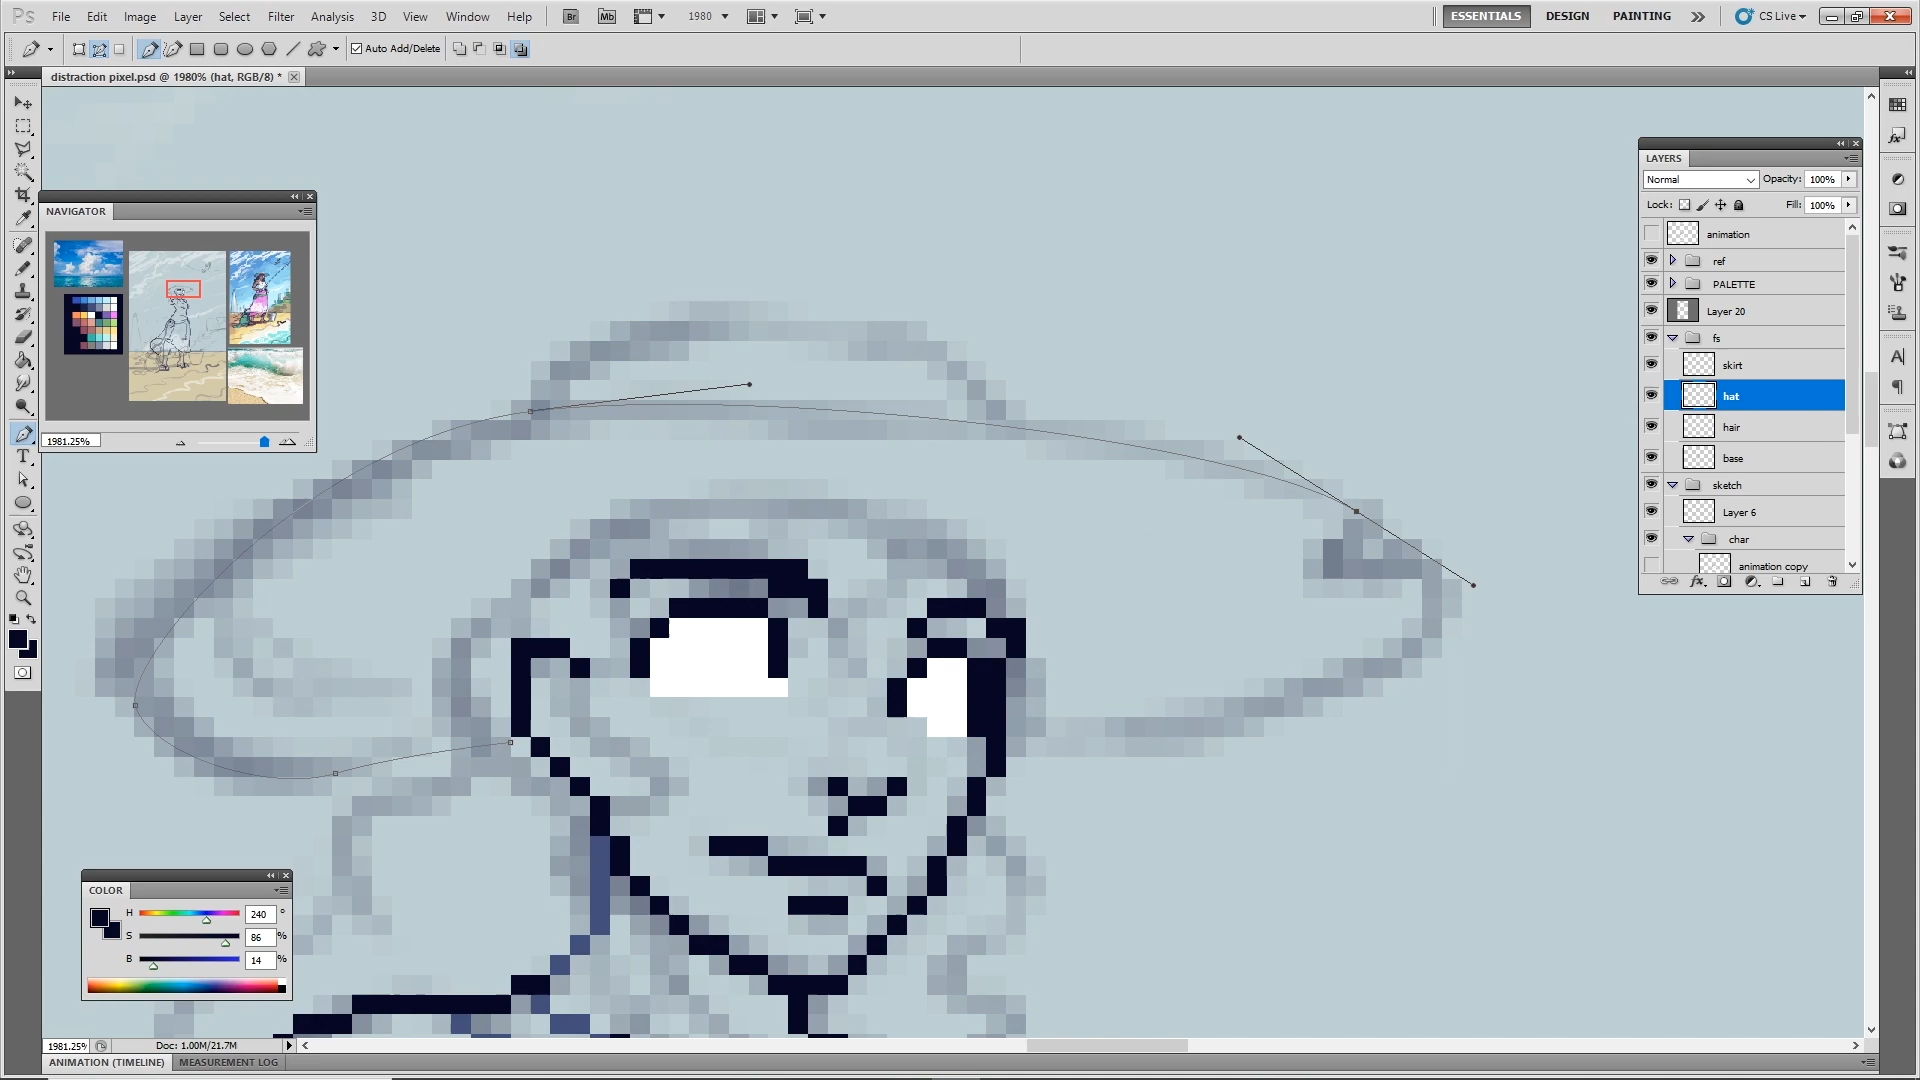 Ps File Edit Image Layer Select Filter Analysis 3D View Window Help Br Mb 1980 ESSENTIALS DESIGN PAINTING CS Live
Auto Add/Delete
distraction pixel.psd @ 1980% (hat, RGB/8) *
NAVIGATOR
1981.25%
LAYERS
Normal Opacity: 100%
Lock: Fill: 100%
animation
ref
PALETTE
Layer 20
fs
skirt
hat
hair
base
sketch
Layer 6
char
animation copy
COLOR
H 240 °
S 86 %
B 14 %
1981.25% Doc: 1.00M/21.7M
ANIMATION (TIMELINE) MEASUREMENT LOG